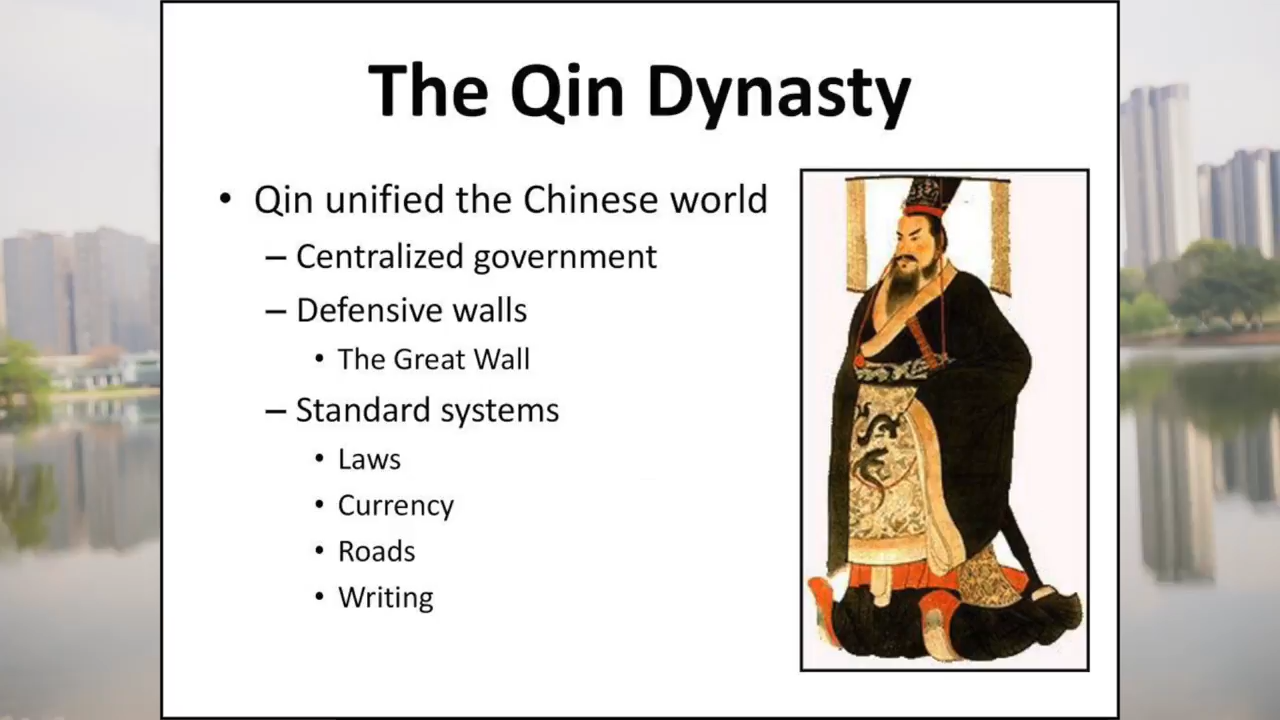 The Qin Dynasty
• Qin unified the Chinese world
– Centralized government
– Defensive walls
• The Great Wall
– Standard systems
• Laws
• Currency
• Roads
• Writing